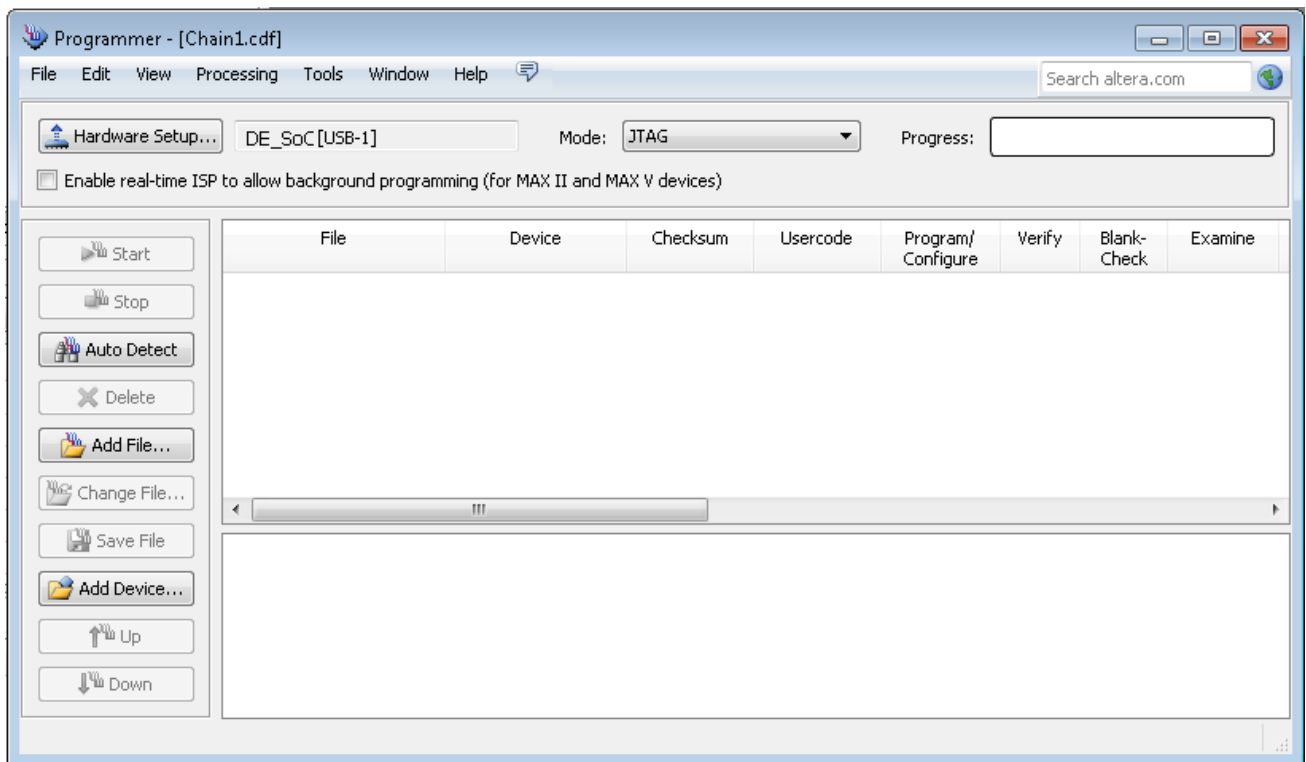 Programmer - [Chain1.cdf]
File Edit View Processing Tools Window Help
Search altera.com
Hardware Setup... DE_SoC [USB-1] Mode: JTAG Progress:
Enable real-time ISP to allow background programming (for MAX II and MAX V devices)
File Device Checksum Usercode Program/ Verify Blank- Examine
Configure Check
Start
Stop
Auto Detect
Delete
Add File...
Change File...
Save File
Add Device...
Up
Down